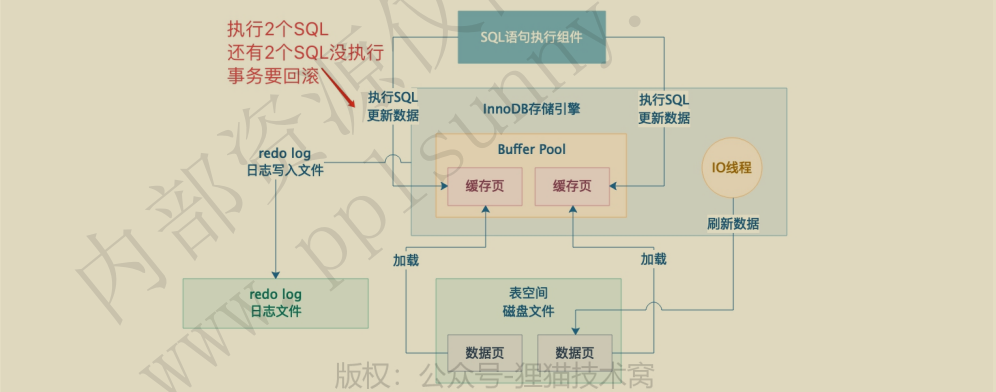 执行2个SQL
还有2个SQL没执行
事务要回滚
SQL语句执行组件
执行SQL
更新数据
InnoDB存储引擎
执行SQL
更新数据
Buffer Pool
redo log
日志写入文件
缓存页
缓存页
IO线程
刷新数据
加载
加载
redo log
日志文件
表空间
磁盘文件
数据页
数据页
内部资源仅
www.pplsunny.
版权：公众号-狸猫技术窝